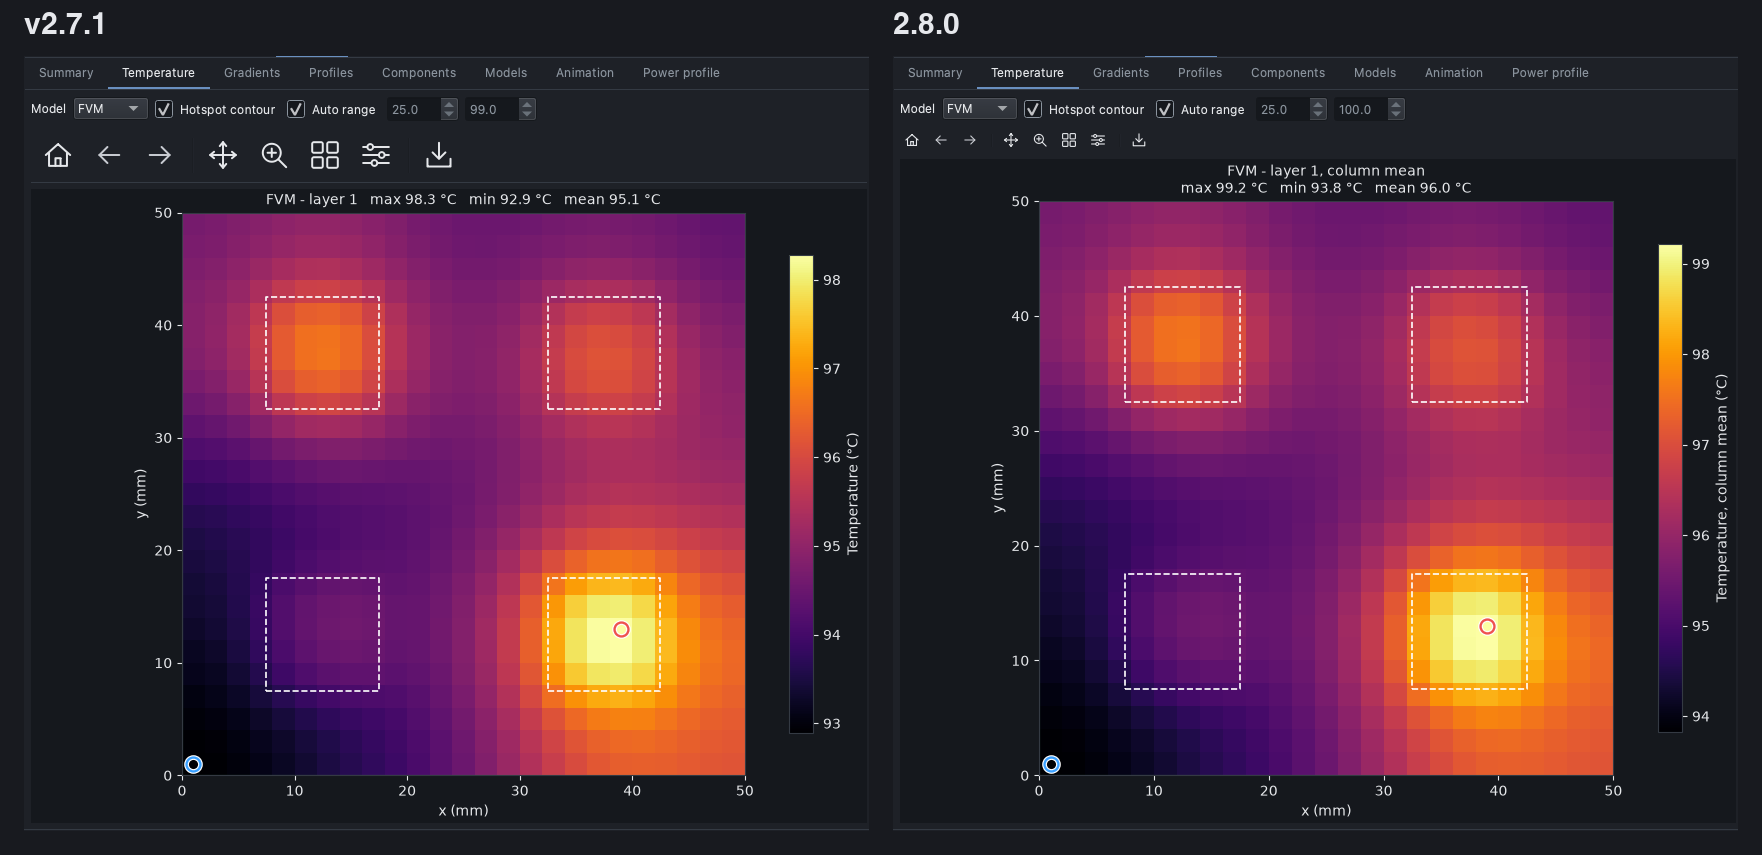 v2.7.1
Summary Temperature Gradients Profiles Components Models Animation Power profile
Model FVM Hotspot contour Auto range 25.0 99.0
FVM - layer 1 max 98.3 °C min 92.9 °C mean 95.1 °C
50
40
30
20
10
0
y (mm)
0 10 20 30 40 50
x (mm)
98
97
96
95
94
93
Temperature (°C)
2.8.0
Summary Temperature Gradients Profiles Components Models Animation Power profile
Model FVM Hotspot contour Auto range 25.0 100.0
FVM - layer 1, column mean
max 99.2 °C min 93.8 °C mean 96.0 °C
50
40
30
20
10
0
y (mm)
0 10 20 30 40 50
x (mm)
99
98
97
96
95
94
Temperature, column mean (°C)